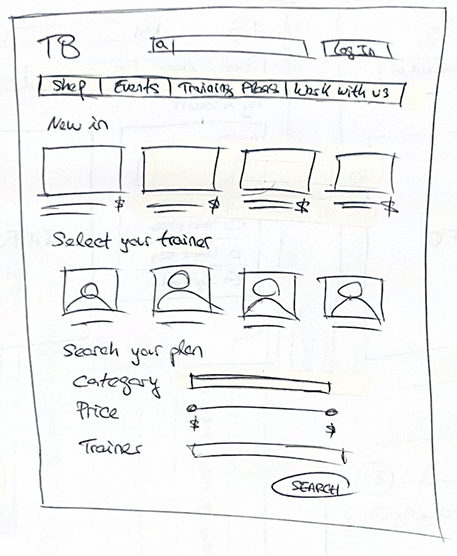 TB Log In
Shop Events Training Plans Work with us
New in
$ $ $ $
Select your trainer
Search your plan
Category
Price
$ $
Trainer
SEARCH